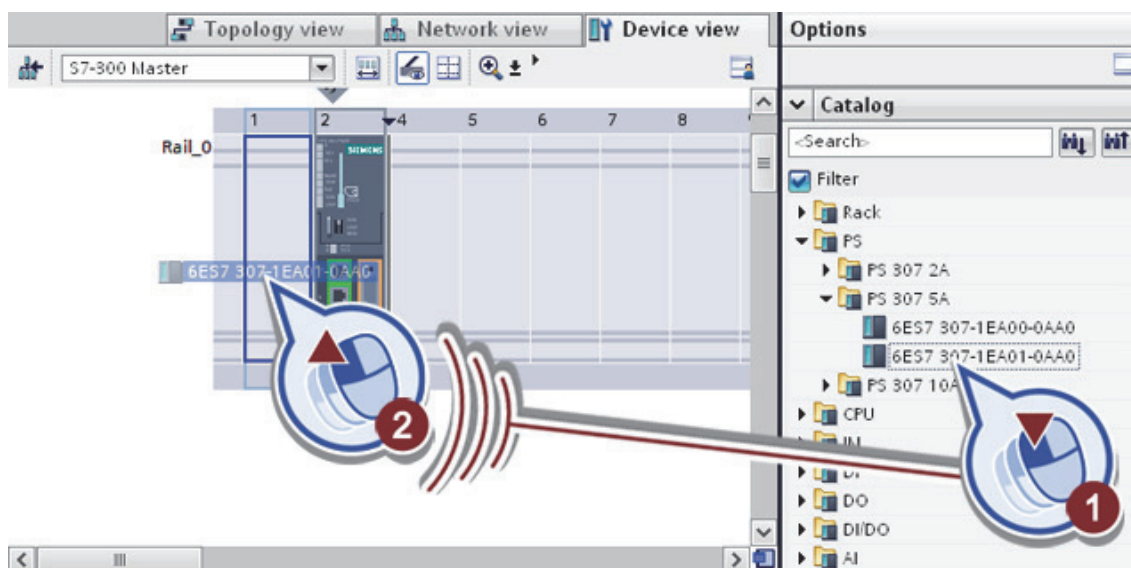 Topology view
Network view
Device view
Options
S7-300 Master
Catalog
<Search>
Filter
1
2
4
5
6
7
8
Rail_0
SIEMENS
6ES7 307-1EA01-0AA0
Rack
PS
PS 307 2A
PS 307 5A
6ES7 307-1EA00-0AA0
6ES7 307-1EA01-0AA0
PS 307 10A
CPU
IM
DI
DO
DI/DO
AI
2
1